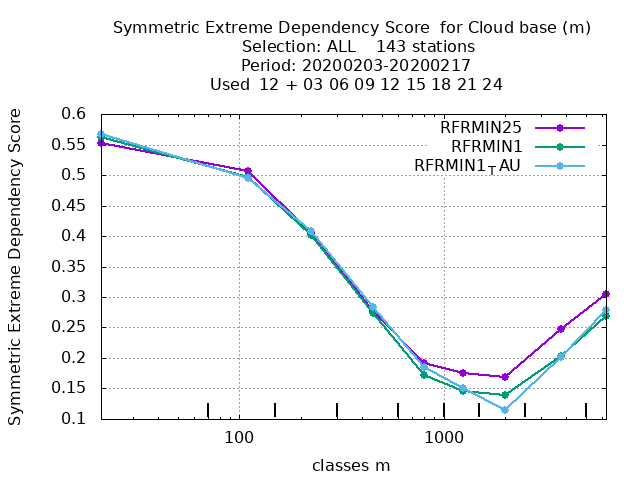 Symmetric Extreme Dependency Score  for Cloud base (m)
Selection: ALL    143 stations
Period: 20200203-20200217
Used  12 + 03 06 09 12 15 18 21 24
Symmetric Extreme Dependency Score
0.6
0.55
0.5
0.45
0.4
0.35
0.3
0.25
0.2
0.15
0.1
RFRMIN25
RFRMIN1
RFRMIN1TAU
100
1000
classes m